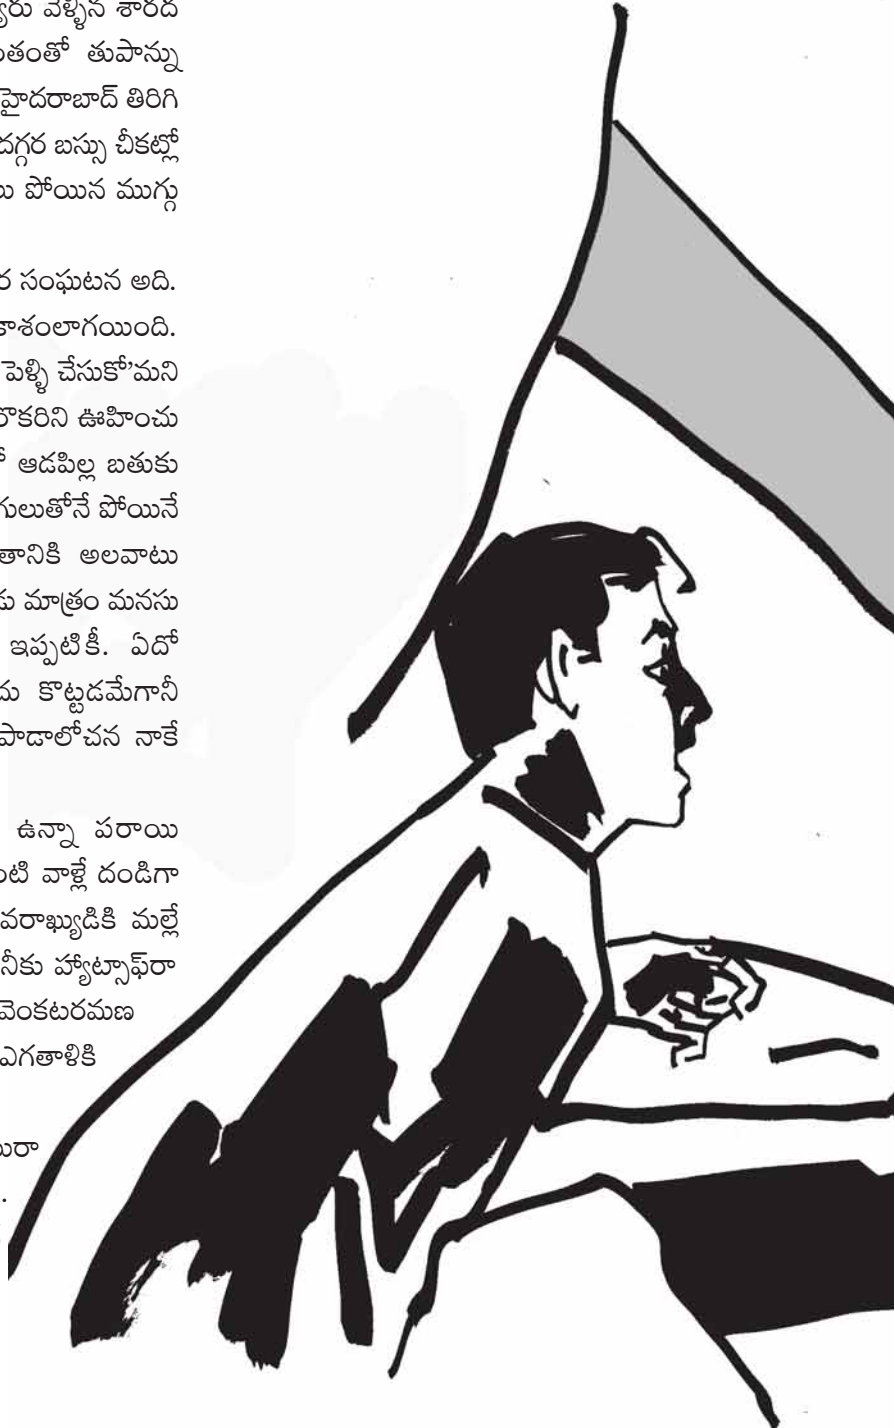 వెళ్ళిన శారద
తుపాన్ను
హైదరాబాద్ తిరిగి
దగ్గర బస్సు చీకట్లో
పోయిన ముగ్గు
సంఘటన అది.
కాశంలాగయింది.
పెళ్ళి చేసుకో’మని
రొకరిని ఊహించు
ఆడపిల్ల బతుకు
గులుతోనే పోయినే
తానికి అలవాటు
మాత్రం మనసు
ఇప్పటికీ. ఏదో
కొట్టడమేగానీ
పాడాలోచన నాకే
ఉన్నా పరాయి
వాళ్లే దండిగా
వరాఖ్యుడికి మల్లే
నీకు హ్యాట్సాఫ్‌రా
వెంకటరమణ
ఎగతాళికి